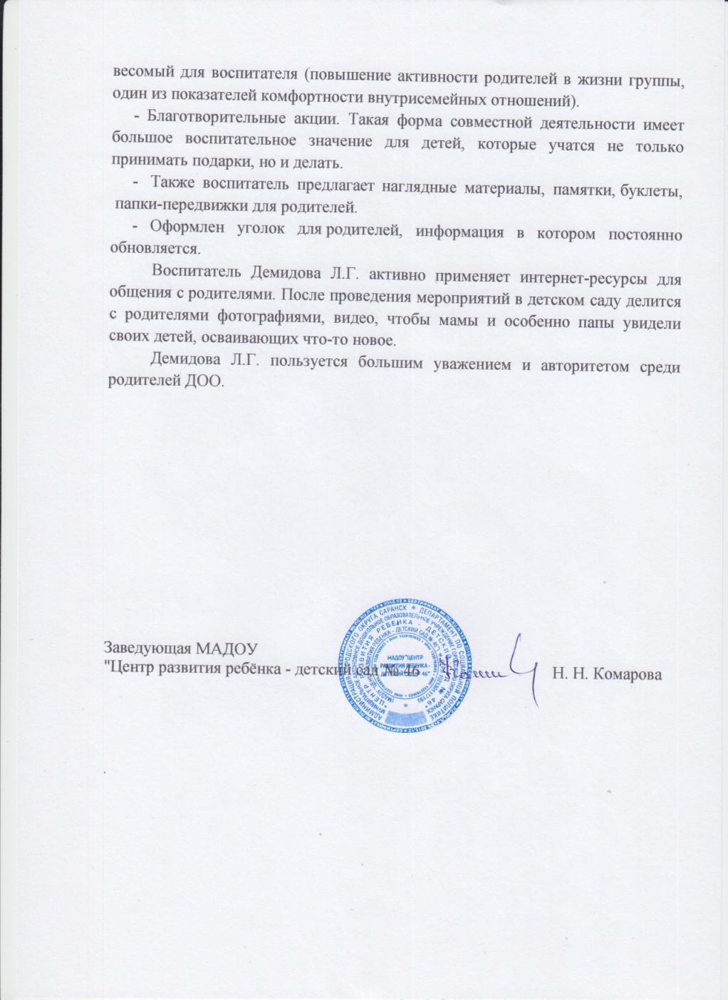 весомый для воспитателя (повышение активности родителей в жизни группы,
один из показателей комфортности внутрисемейных отношений).
- Благотворительные акции. Такая форма совместной деятельности имеет
большое воспитательное значение для детей, которые учатся не только
принимать подарки, но и делать.
- Также воспитатель предлагает наглядные материалы, памятки, буклеты,
папки-передвижки для родителей.
- Оформлен уголок для родителей, информация в котором постоянно
обновляется.
Воспитатель Демидова Л.Г. активно применяет интернет-ресурсы для
общения с родителями. После проведения мероприятий в детском саду делится
с родителями фотографиями, видео, чтобы мамы и особенно папы увидели
своих детей, осваивающих что-то новое.
Демидова Л.Г. пользуется большим уважением и авторитетом среди
родителей ДОО.
Заведующая МАДОУ
"Центр развития ребёнка - детский сад № 46
Н. Н. Комарова
МАДОУ "ЦЕНТР
РАЗВИТИЯ РЕБЕНКА -
ДЕТСКИЙ САД № 46"